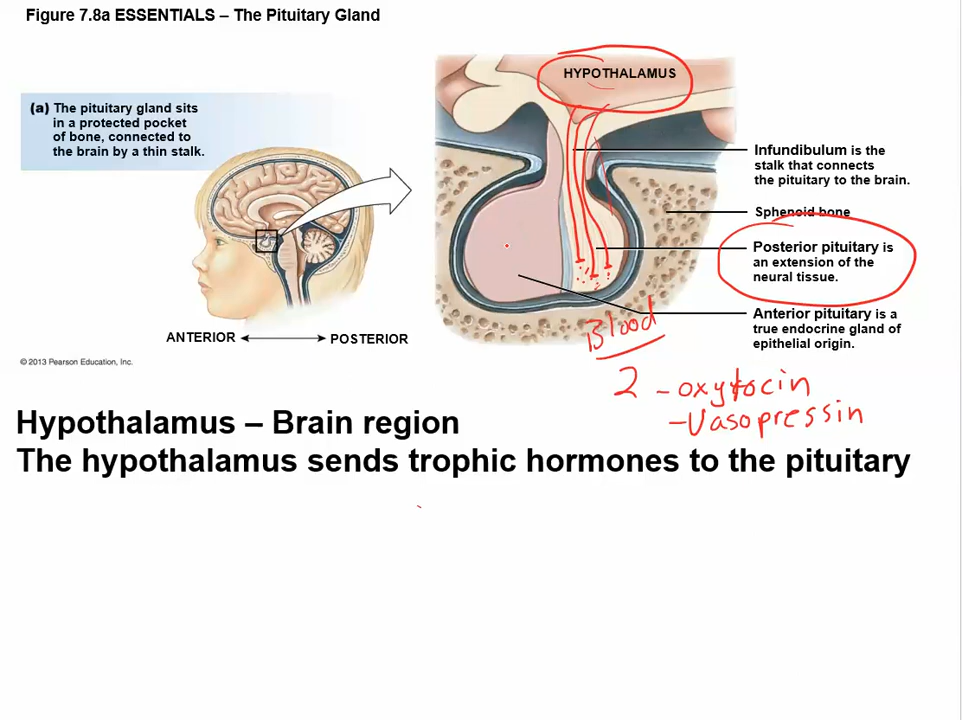 Figure 7.8a ESSENTIALS – The Pituitary Gland
(a) The pituitary gland sits
in a protected pocket
of bone, connected to
the brain by a thin stalk.
HYPOTHALAMUS
Infundibulum is the
stalk that connects
the pituitary to the brain.
Sphenoid bone
Posterior pituitary is
an extension of the
neural tissue.
Anterior pituitary is a
true endocrine gland of
epithelial origin.
ANTERIOR
POSTERIOR
© 2013 Pearson Education, Inc.
Blood
2 - oxytocin
- Vasopressin
Hypothalamus – Brain region
The hypothalamus sends trophic hormones to the pituitary